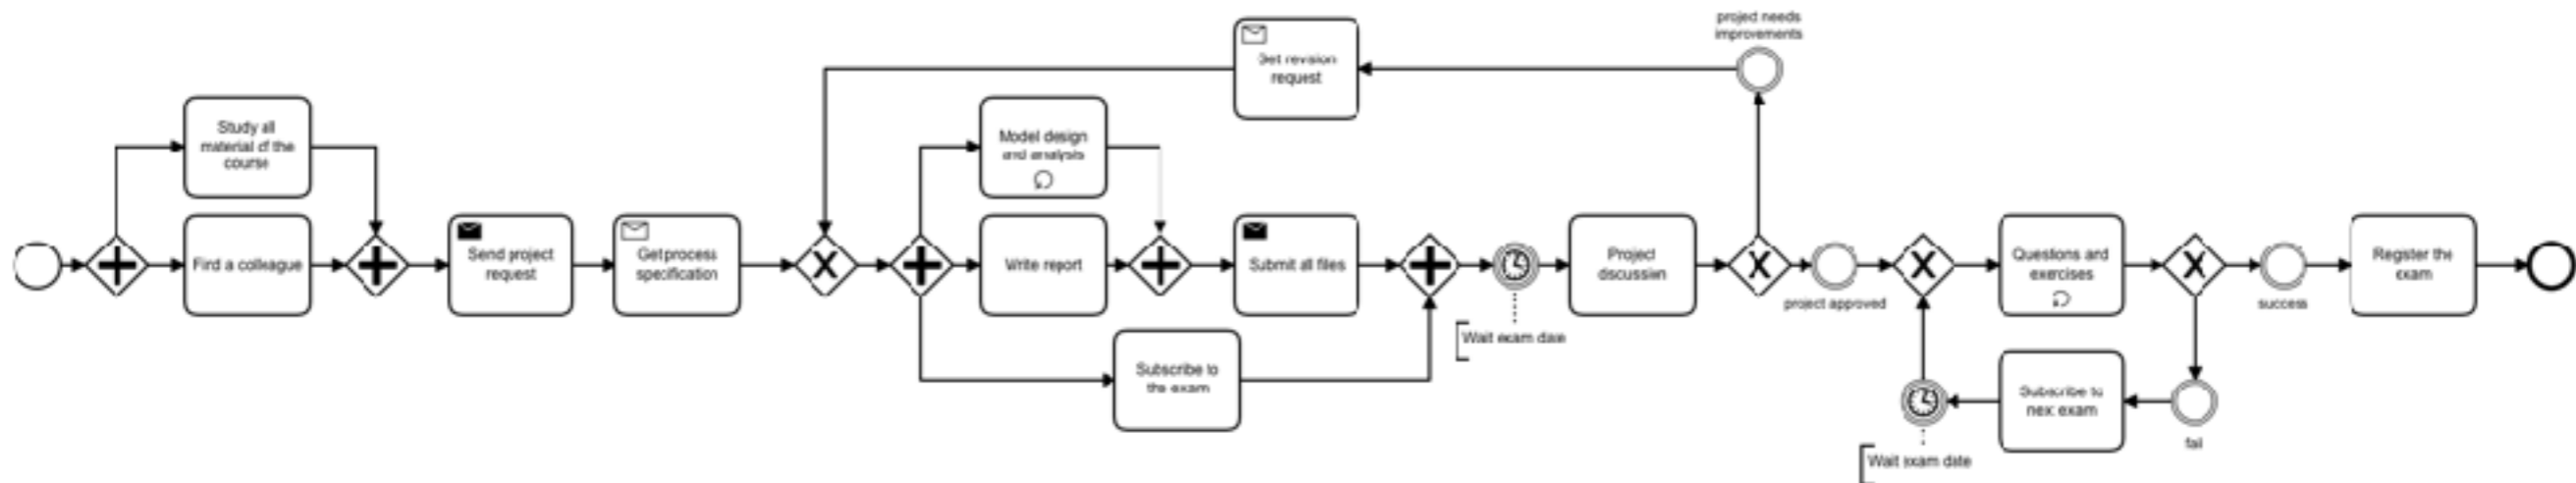 Study all
material of the
course
Find a colleague
Send project
request
Get process
specification
Get revision
request
Model design
and analysis
Write report
Submit all files
Subscribe to
the exam
Wait exam date
Project
discussion
project needs
improvements
project approved
Questions and
exercises
Subscribe to
next exam
Wait exam date
fail
success
Register the
exam